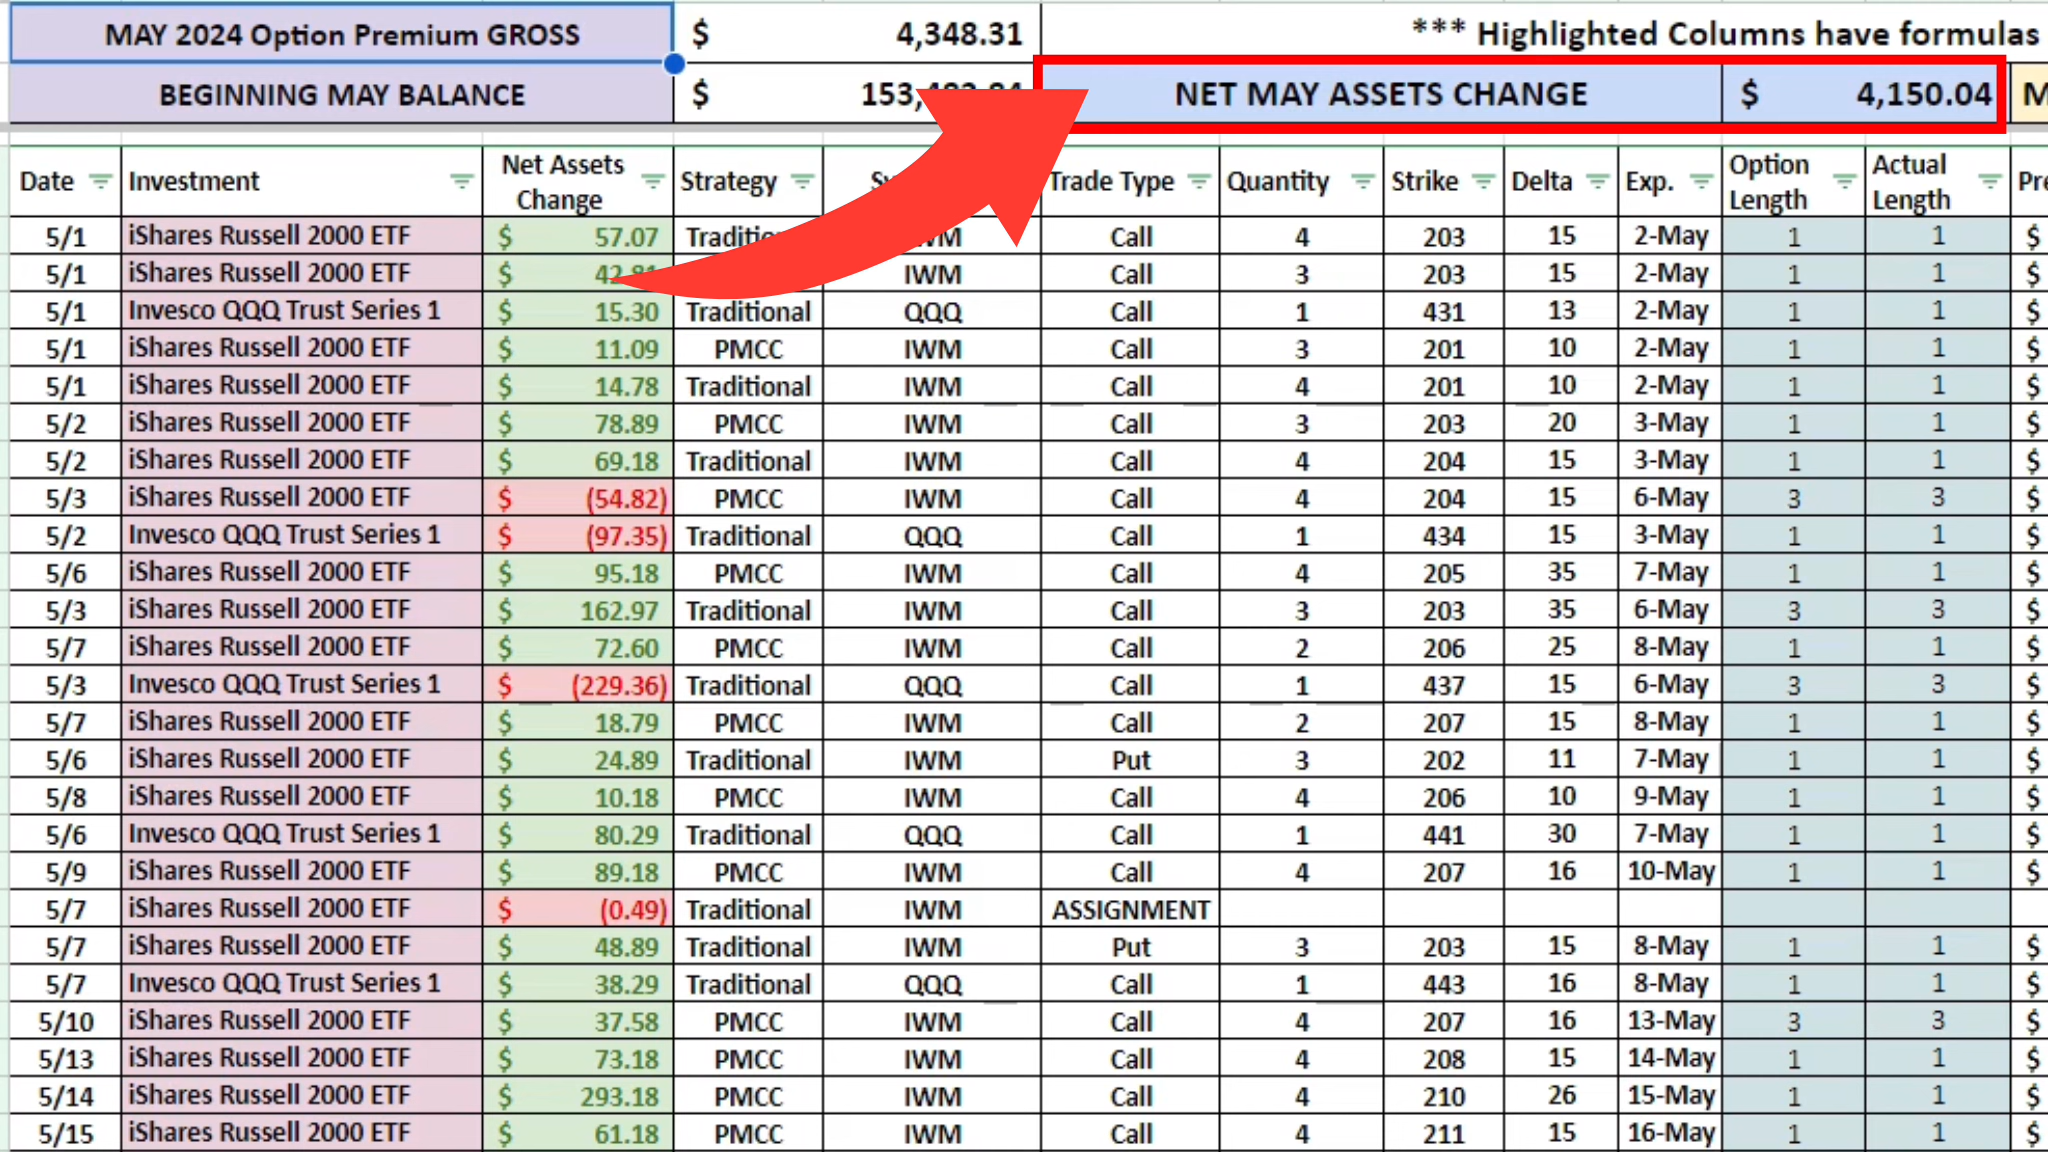 MAY 2024 Option Premium GROSS $ 4,348.31 *** Highlighted Columns have formulas
BEGINNING MAY BALANCE $ NET MAY ASSETS CHANGE $ 4,150.04
Date Investment Net Assets Change Strategy Trade Type Quantity Strike Delta Exp. Option Length Actual Length
5/1 iShares Russell 2000 ETF $ 57.07 Call 4 203 15 2-May 1 1 $
5/1 iShares Russell 2000 ETF $ IWM Call 3 203 15 2-May 1 1 $
5/1 Invesco QQQ Trust Series 1 $ 15.30 Traditional QQQ Call 1 431 13 2-May 1 1 $
5/1 iShares Russell 2000 ETF $ 11.09 PMCC IWM Call 3 201 10 2-May 1 1 $
5/1 iShares Russell 2000 ETF $ 14.78 Traditional IWM Call 4 201 10 2-May 1 1 $
5/2 iShares Russell 2000 ETF $ 78.89 PMCC IWM Call 3 203 20 3-May 1 1 $
5/2 iShares Russell 2000 ETF $ 69.18 Traditional IWM Call 4 204 15 3-May 1 1 $
5/3 iShares Russell 2000 ETF $ (54.82) PMCC IWM Call 4 204 15 6-May 3 3 $
5/2 Invesco QQQ Trust Series 1 $ (97.35) Traditional QQQ Call 1 434 15 3-May 1 1 $
5/6 iShares Russell 2000 ETF $ 95.18 PMCC IWM Call 4 205 35 7-May 1 1 $
5/3 iShares Russell 2000 ETF $ 162.97 Traditional IWM Call 3 203 35 6-May 3 3 $
5/7 iShares Russell 2000 ETF $ 72.60 PMCC IWM Call 2 206 25 8-May 1 1 $
5/3 Invesco QQQ Trust Series 1 $ (229.36) Traditional QQQ Call 1 437 15 6-May 3 3 $
5/7 iShares Russell 2000 ETF $ 18.79 PMCC IWM Call 2 207 15 8-May 1 1 $
5/6 iShares Russell 2000 ETF $ 24.89 Traditional IWM Put 3 202 11 7-May 1 1 $
5/8 iShares Russell 2000 ETF $ 10.18 PMCC IWM Call 4 206 10 9-May 1 1 $
5/6 Invesco QQQ Trust Series 1 $ 80.29 Traditional QQQ Call 1 441 30 7-May 1 1 $
5/9 iShares Russell 2000 ETF $ 89.18 PMCC IWM Call 4 207 16 10-May 1 1 $
5/7 iShares Russell 2000 ETF $ (0.49) Traditional IWM ASSIGNMENT
5/7 iShares Russell 2000 ETF $ 48.89 Traditional IWM Put 3 203 15 8-May 1 1 $
5/7 Invesco QQQ Trust Series 1 $ 38.29 Traditional QQQ Call 1 443 16 8-May 1 1 $
5/10 iShares Russell 2000 ETF $ 37.58 PMCC IWM Call 4 207 16 13-May 3 3 $
5/13 iShares Russell 2000 ETF $ 73.18 PMCC IWM Call 4 208 15 14-May 1 1 $
5/14 iShares Russell 2000 ETF $ 293.18 PMCC IWM Call 4 210 26 15-May 1 1 $
5/15 iShares Russell 2000 ETF $ 61.18 PMCC IWM Call 4 211 15 16-May 1 1 $